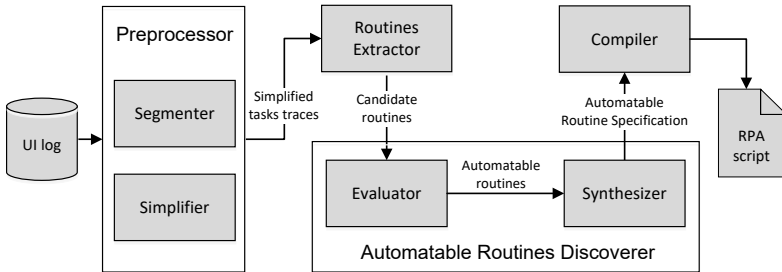 UI log
Preprocessor
Segmenter
Simplifier
Simplified
tasks traces
Routines
Extractor
Candidate
routines
Evaluator
Automatable
routines
Synthesizer
Automatable Routines Discoverer
Automatable
Routine Specification
Compiler
RPA
script